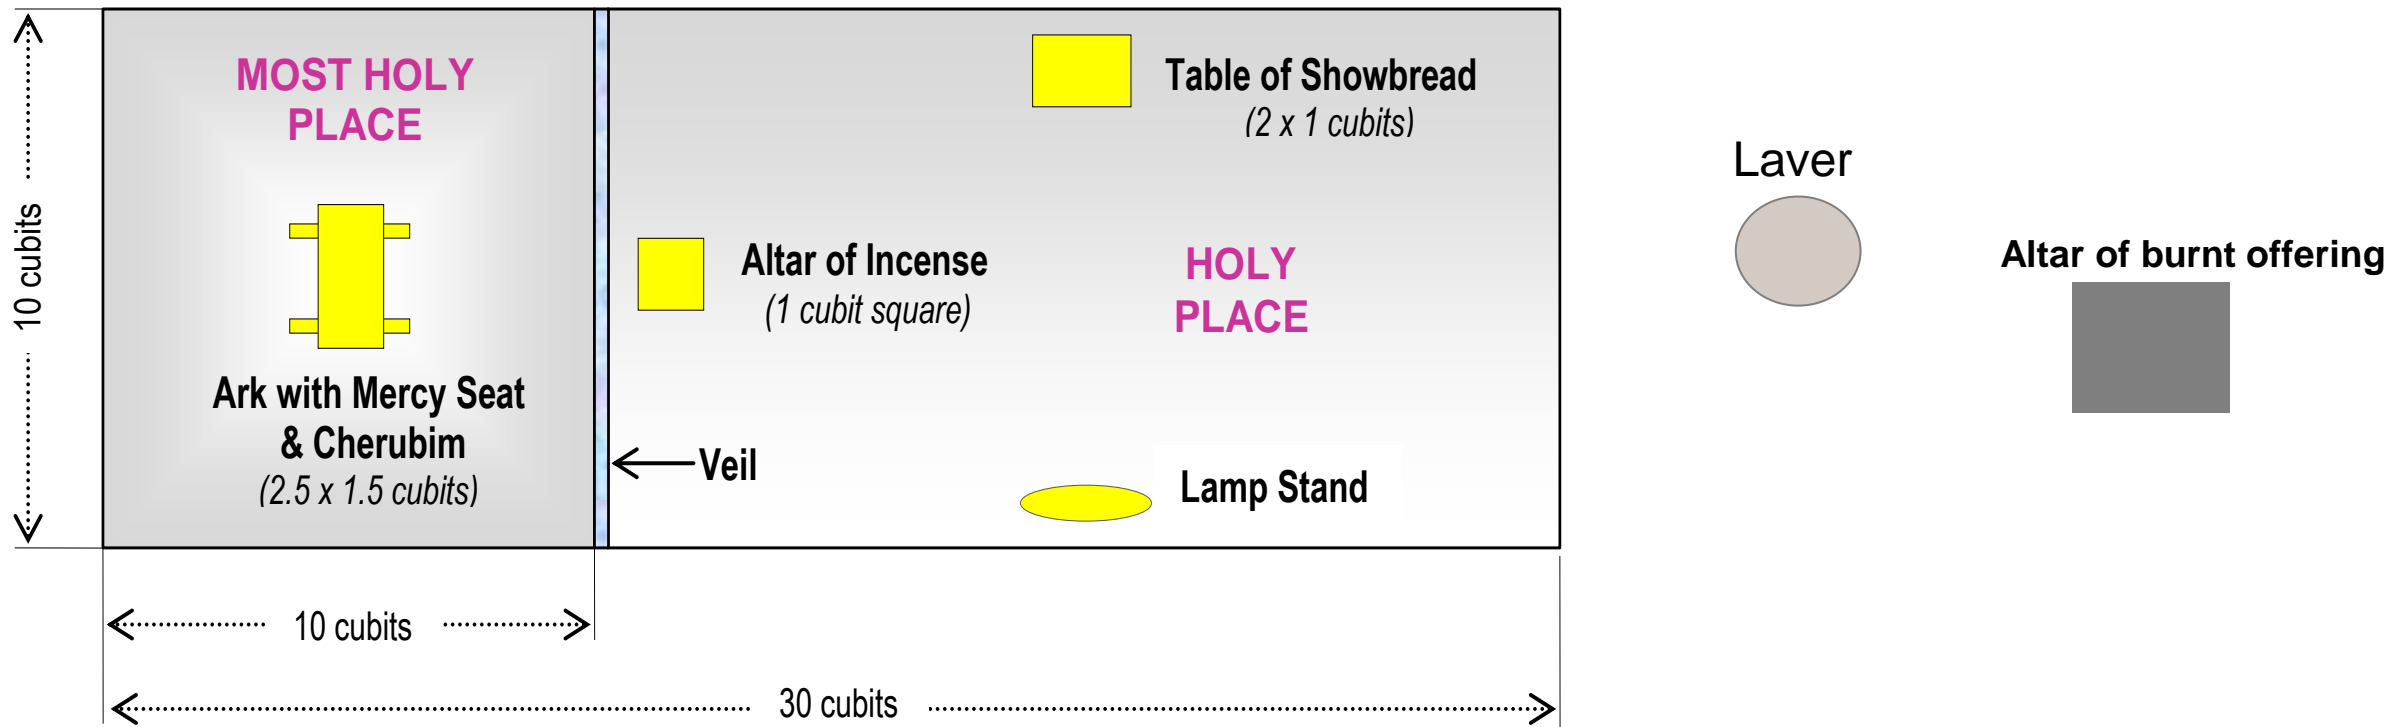 MOST HOLY
PLACE
Table of Showbread
(2 x 1 cubits)
Laver
10 cubits
Altar of Incense
(1 cubit square)
HOLY
PLACE
Altar of burnt offering
Ark with Mercy Seat
& Cherubim
(2.5 x 1.5 cubits)
Veil
Lamp Stand
10 cubits
30 cubits